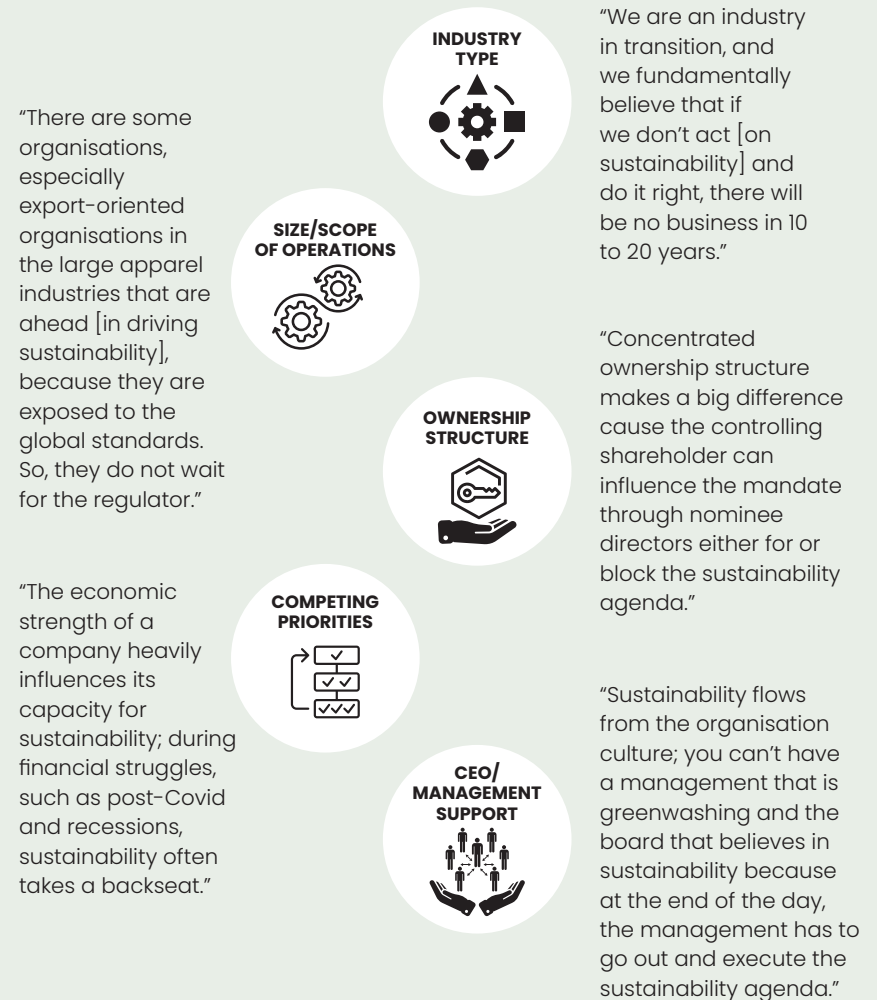 INDUSTRY
TYPE
“We are an industry
in transition, and
we fundamentally
believe that if
we don’t act [on
sustainability] and
do it right, there will
be no business in 10
to 20 years.”
“There are some
organisations,
especially
export-oriented
organisations in
the large apparel
industries that are
ahead [in driving
sustainability],
because they are
exposed to the
global standards.
So, they do not wait
for the regulator.”
SIZE/SCOPE
OF OPERATIONS
OWNERSHIP
STRUCTURE
“Concentrated
ownership structure
makes a big difference
cause the controlling
shareholder can
influence the mandate
through nominee
directors either for or
block the sustainability
agenda.”
“The economic
strength of a
company heavily
influences its
capacity for
sustainability; during
financial struggles,
such as post-Covid
and recessions,
sustainability often
takes a backseat.”
COMPETING
PRIORITIES
CEO/
MANAGEMENT
SUPPORT
“Sustainability flows
from the organisation
culture; you can’t have
a management that is
greenwashing and the
board that believes in
sustainability because
at the end of the day,
the management has to
go out and execute the
sustainability agenda.”